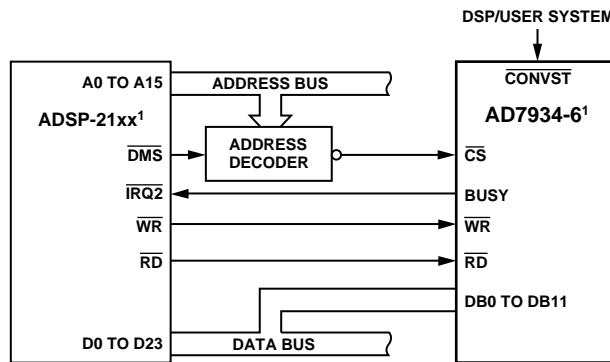 DSP/USER SYSTEM
A0 TO A15
ADDRESS BUS
CONVST
ADSP-21xx¹
AD7934-6¹
DMS
ADDRESS
DECODER
CS
IRQ2
BUSY
WR
WR
RD
RD
DB0 TO DB11
D0 TO D23
DATA BUS